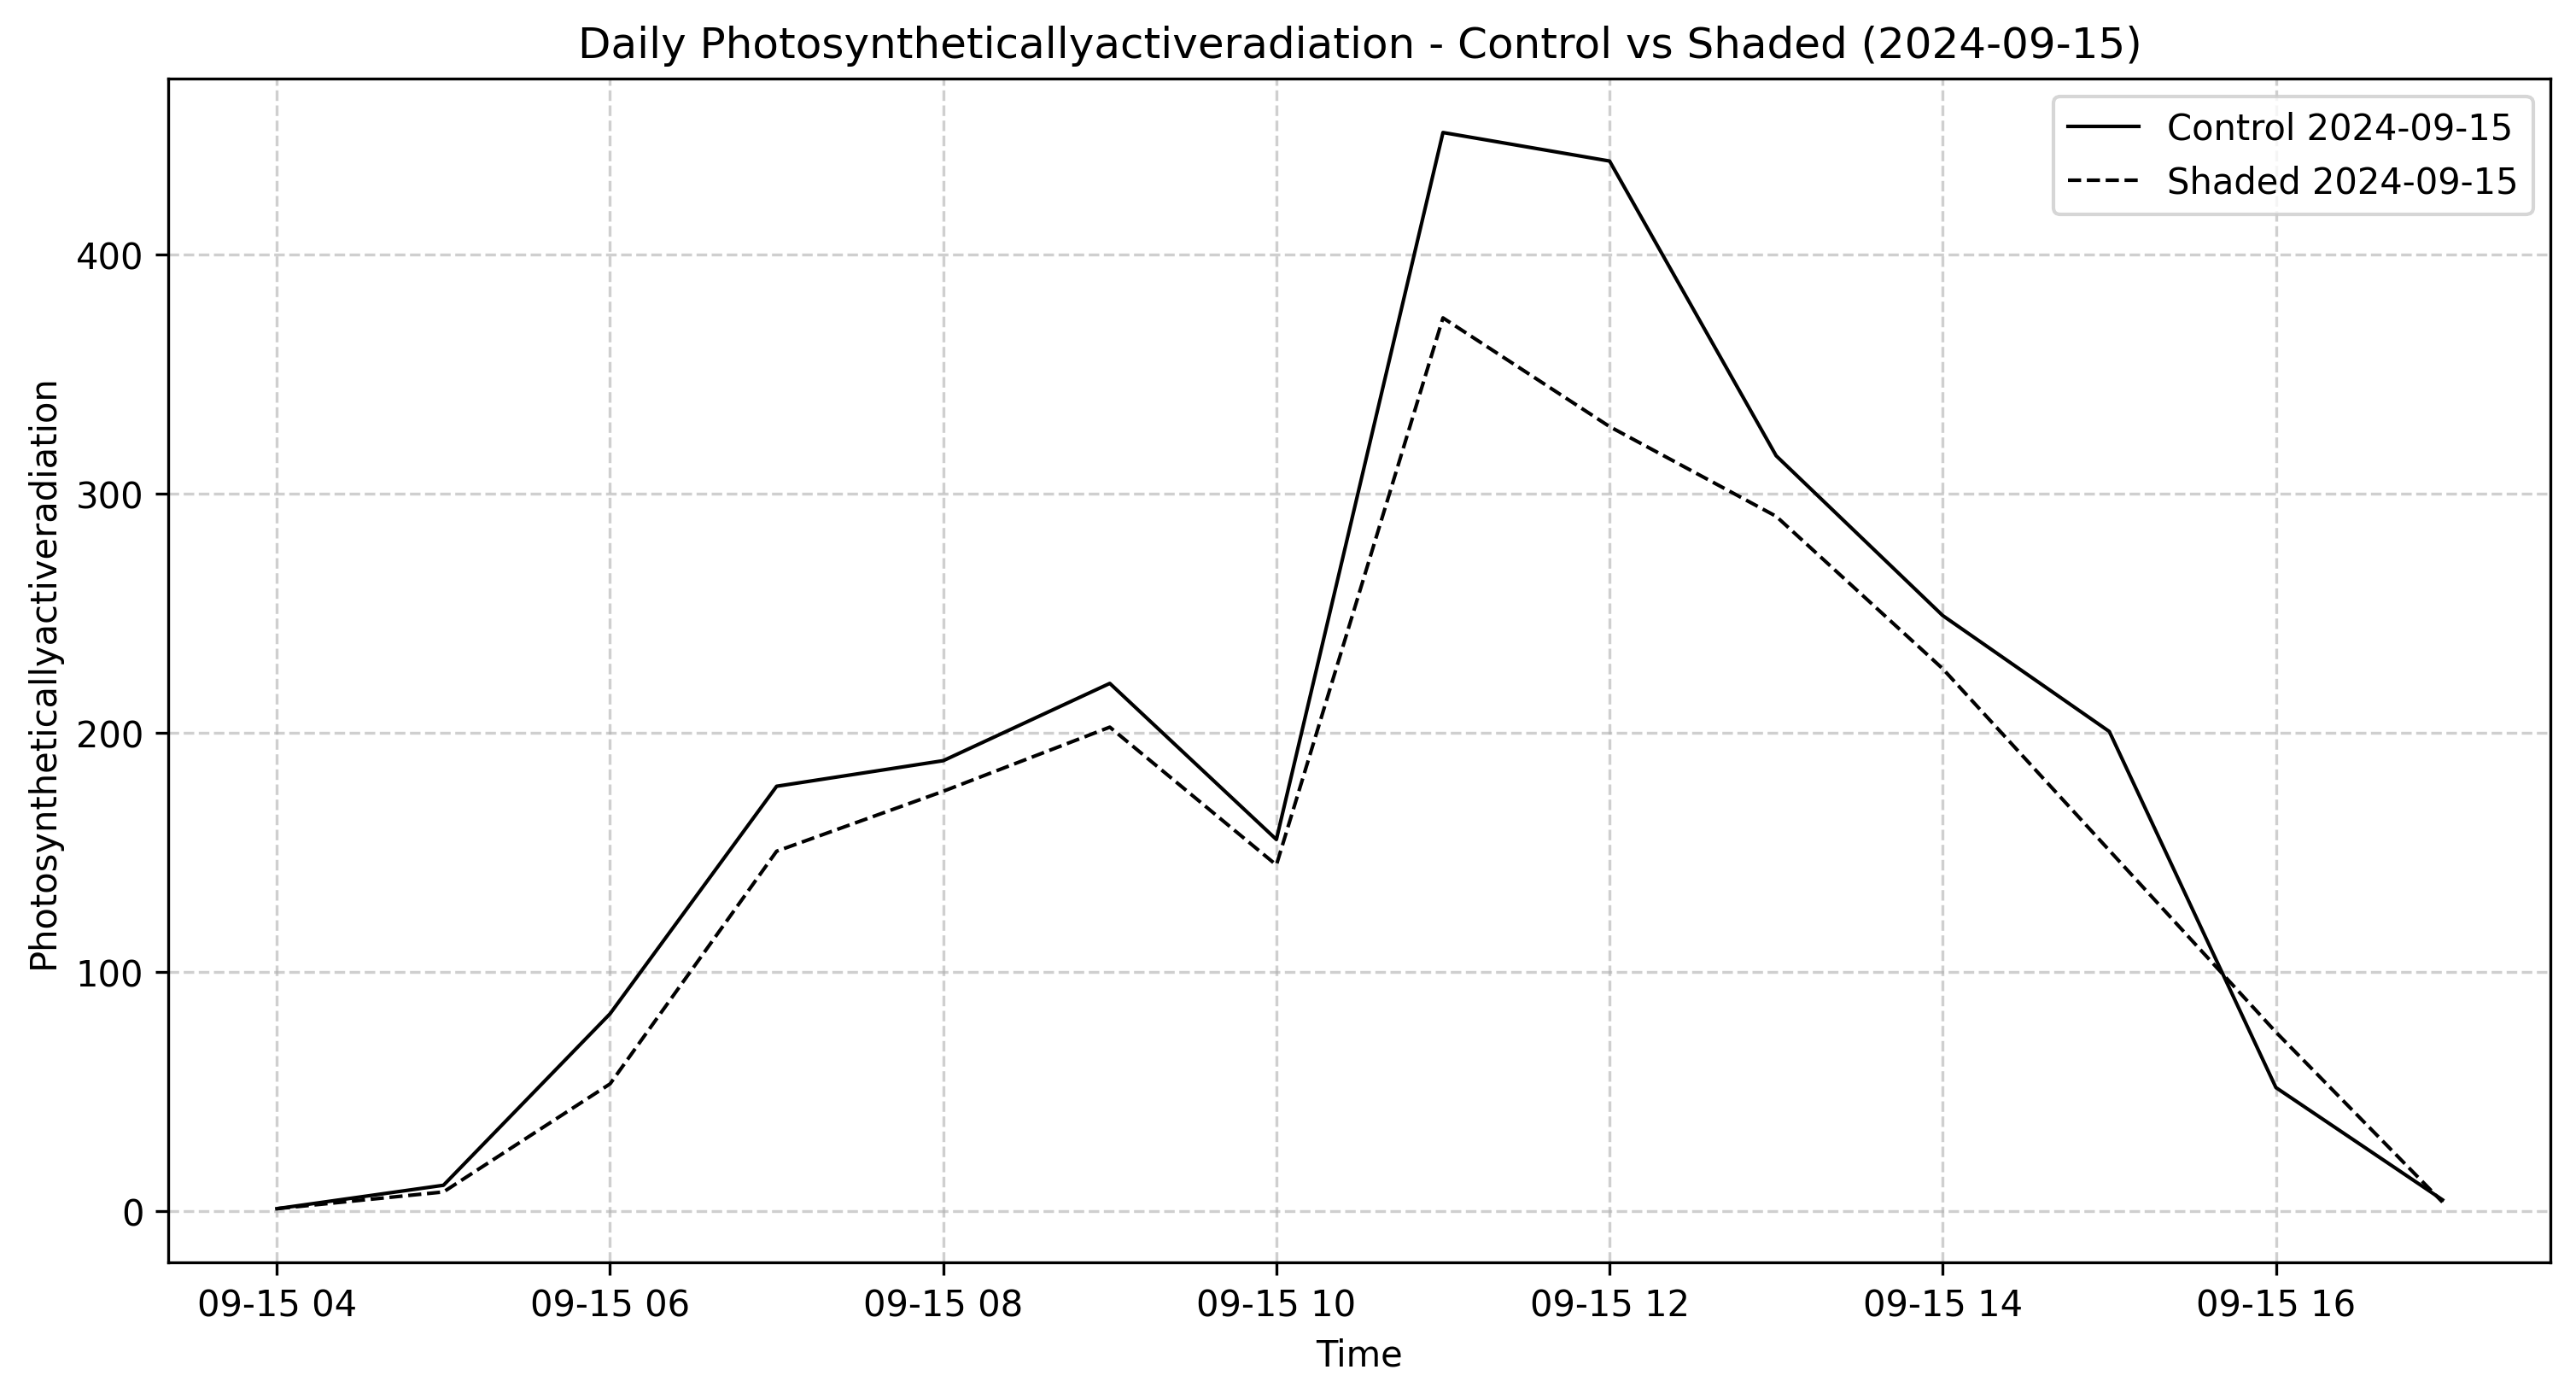 Daily Photosyntheticallyactiveradiation - Control vs Shaded (2024-09-15)
Control 2024-09-15
Shaded 2024-09-15
Photosyntheticallyactiveradiation
400
300
200
100
0
09-15 04 09-15 06 09-15 08 09-15 10 09-15 12 09-15 14 09-15 16
Time